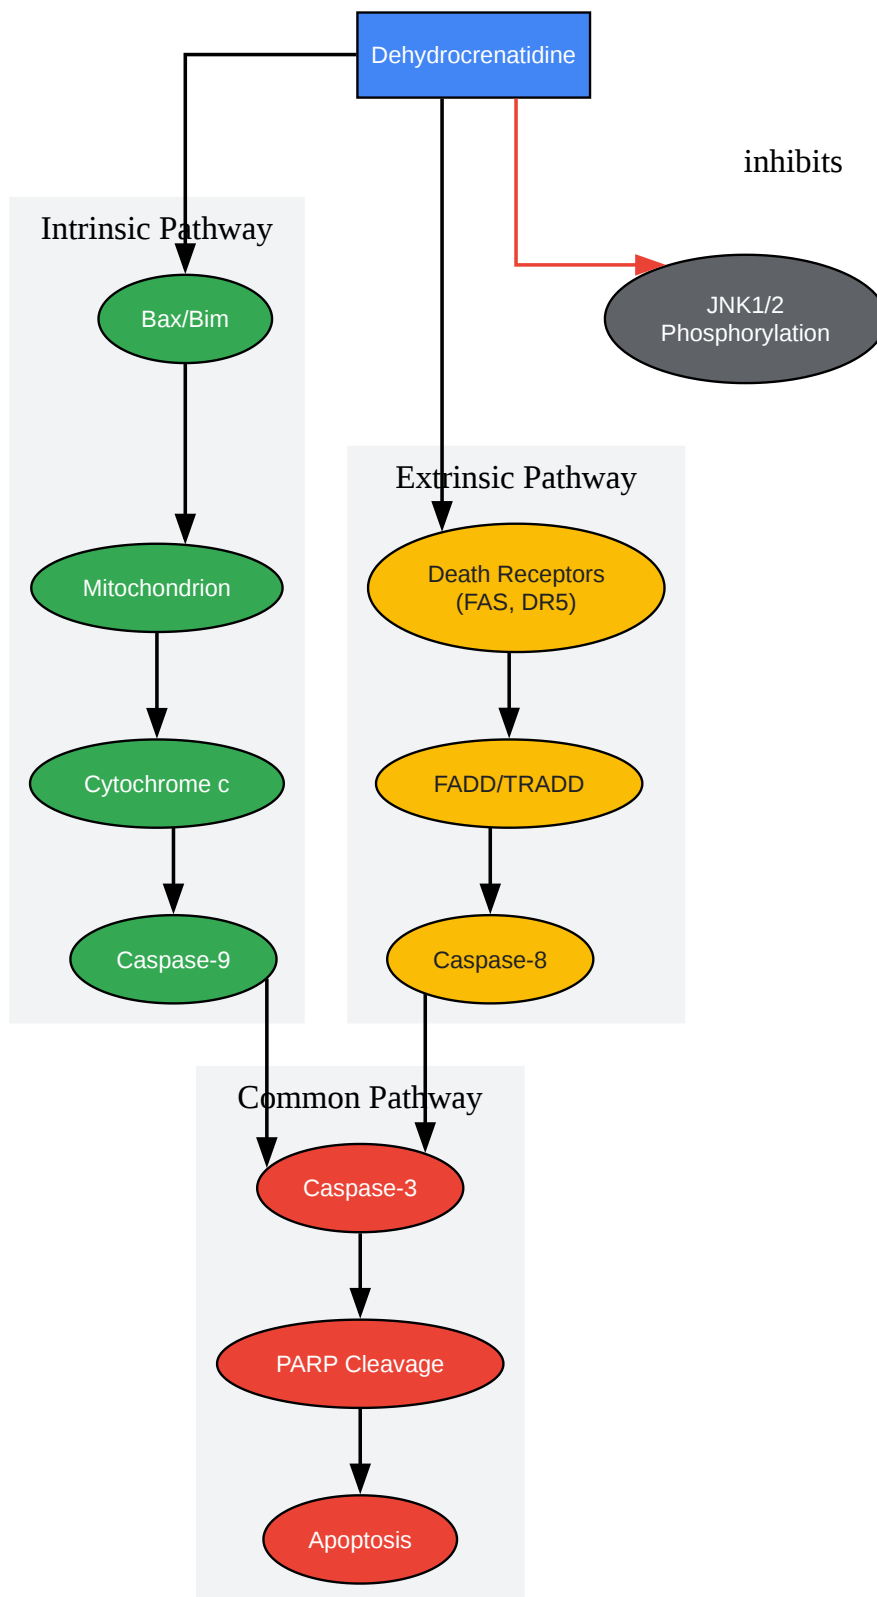 Dehydrocrenatidine
inhibits
Intrinsic Pathway
Bax/Bim
JNK1/2
Phosphorylation
Extrinsic Pathway
Mitochondrion
Death Receptors
(FAS, DR5)
Cytochrome c
FADD/TRADD
Caspase-9
Caspase-8
Common Pathway
Caspase-3
PARP Cleavage
Apoptosis